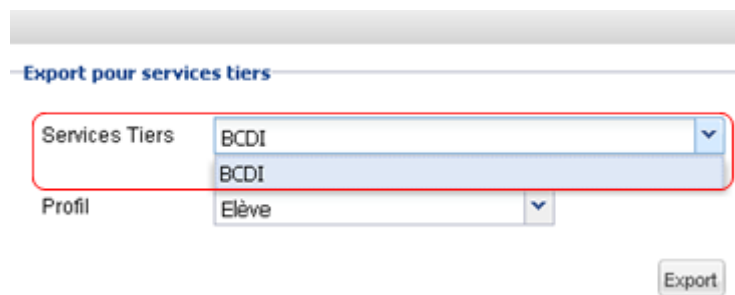 Export pour services tiers
Services Tiers BCDI
BCDI
Profil Elève
Export